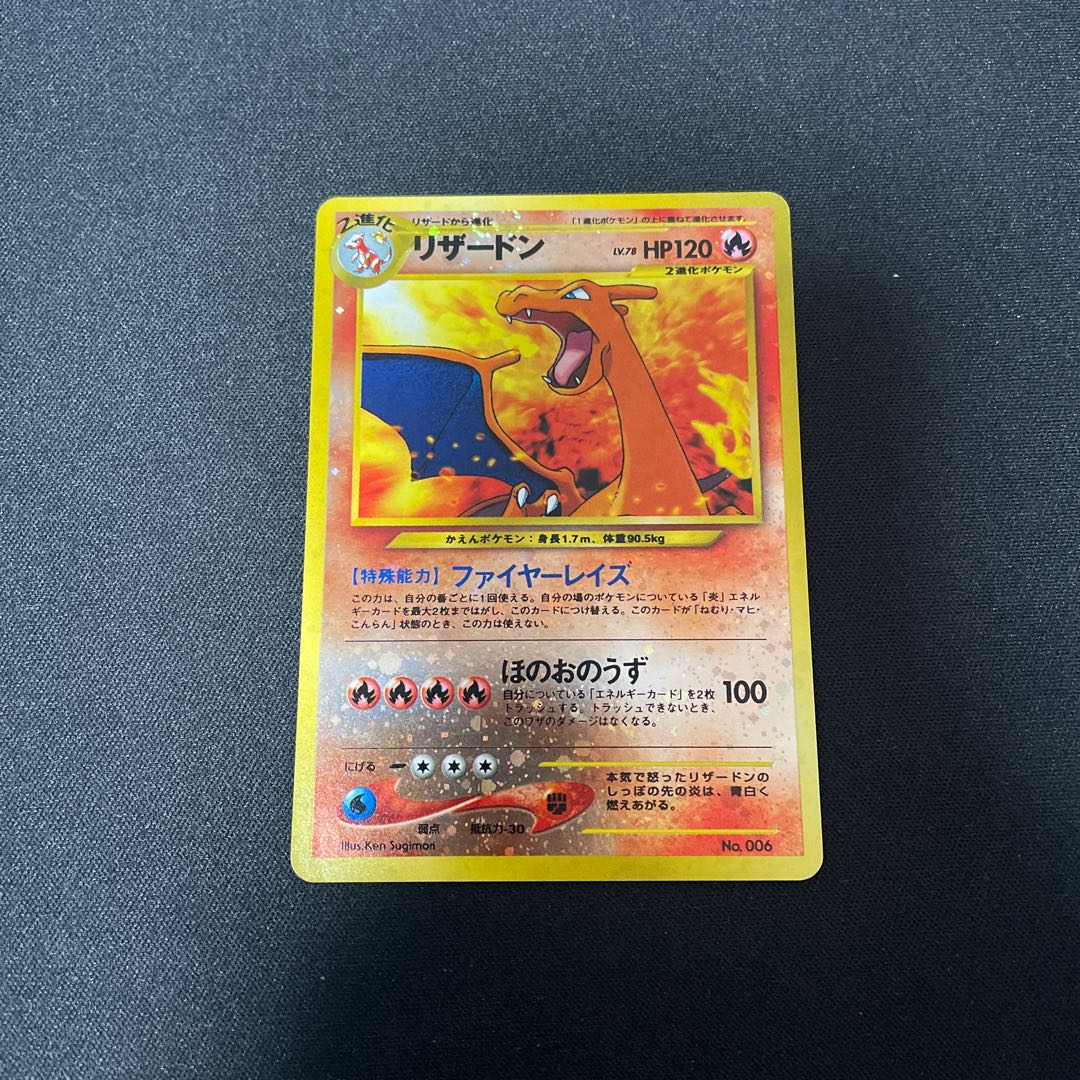 2進化
リザードから進化
「1進化ポケモン」の上に重ねて進化させます。
リザードン
LV.78 HP120
2進化ポケモン
かえんポケモン：身長1.7m、体重90.5kg
【特殊能力】ファイヤーレイズ
この力は、自分の番ごとに1回使える。自分の場のポケモンについている「炎」エネル
ギーカードを最大2枚まではがし、このカードにつけ替える。このカードが「ねむり・マヒ・
こんらん」状態のとき、この力は使えない。
ほのおのうず
自分についている「エネルギーカード」を2枚
トラッシュする。トラッシュできないとき、
このワザのダメージはなくなる。
100
にげる
本気で怒ったリザードンの
しっぽの先の炎は、青白く
燃えあがる。
弱点 抵抗力-30
Illus. Ken Sugimori
No. 006